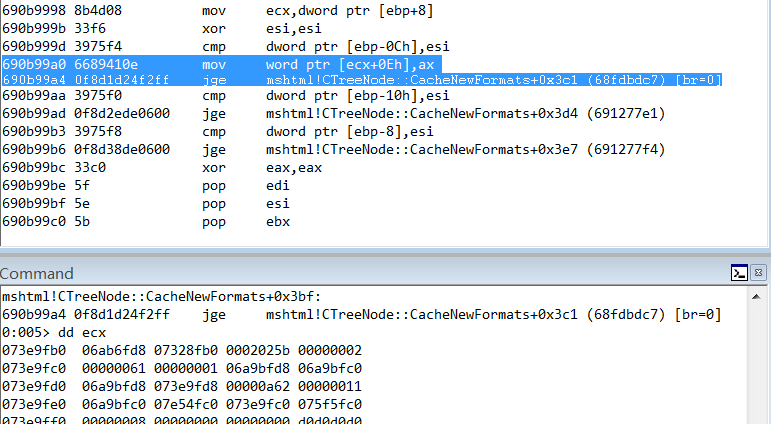 690b9998 8b4d08 mov ecx,dword ptr [ebp+8]
690b999b 33f6 xor esi,esi
690b999d 3975f4 cmp dword ptr [ebp-0Ch],esi
690b99a0 6689410e mov word ptr [ecx+0Eh],ax
690b99a4 0f8d1d24f2ff jge mshtml!CTreeNode::CacheNewFormats+0x3c1 (68fdbdc7) [br=0]
690b99aa 3975f0 cmp dword ptr [ebp-10h],esi
690b99ad 0f8d2ede0600 jge mshtml!CTreeNode::CacheNewFormats+0x3d4 (691277e1)
690b99b3 3975f8 cmp dword ptr [ebp-8],esi
690b99b6 0f8d38de0600 jge mshtml!CTreeNode::CacheNewFormats+0x3e7 (691277f4)
690b99bc 33c0 xor eax,eax
690b99be 5f pop edi
690b99bf 5e pop esi
690b99c0 5b pop ebx
Command
mshtml!CTreeNode::CacheNewFormats+0x3bf:
690b99a4 0f8d1d24f2ff jge mshtml!CTreeNode::CacheNewFormats+0x3c1 (68fdbdc7) [br=0]
0:005> dd ecx
073e9fb0 06ab6fd8 07328fb0 0002025b 00000002
073e9fc0 00000061 00000001 06a9bfd8 06a9bfc0
073e9fd0 06a9bfd8 073e9fd8 00000a62 00000011
073e9fe0 06a9bfc0 07e54fc0 073e9fc0 075f5fc0
073e9ff0 00000008 00000000 00000000 d0d0d0d0